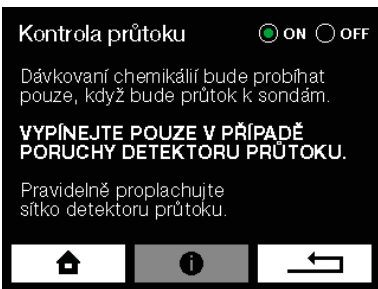 Kontrola průtoku ON OFF
Dávkovaní chemikálií bude probíhat
pouze, když bude průtok k sondám.
VYPÍNEJTE POUZE V PŘÍPADĚ
PORUCHY DETEKTORU PRŮTOKU.
Pravidelně proplachujte
sítko detektoru průtoku.